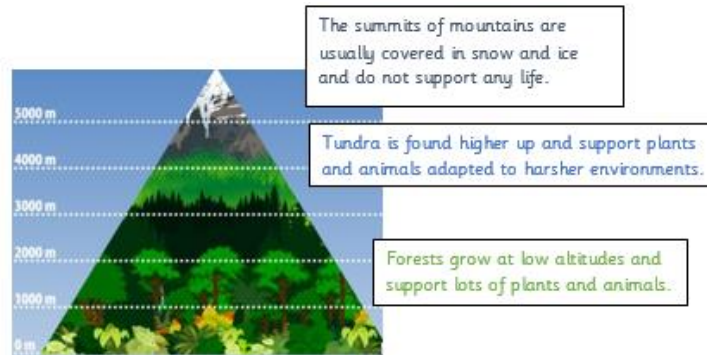 The summits of mountains are
usually covered in snow and ice
and do not support any life.
5000 m
Tundra is found higher up and support plants
and animals adapted to harsher environments.
4000 m
3000 m
2000 m
Forests grow at low altitudes and
support lots of plants and animals.
1000 m
0 m